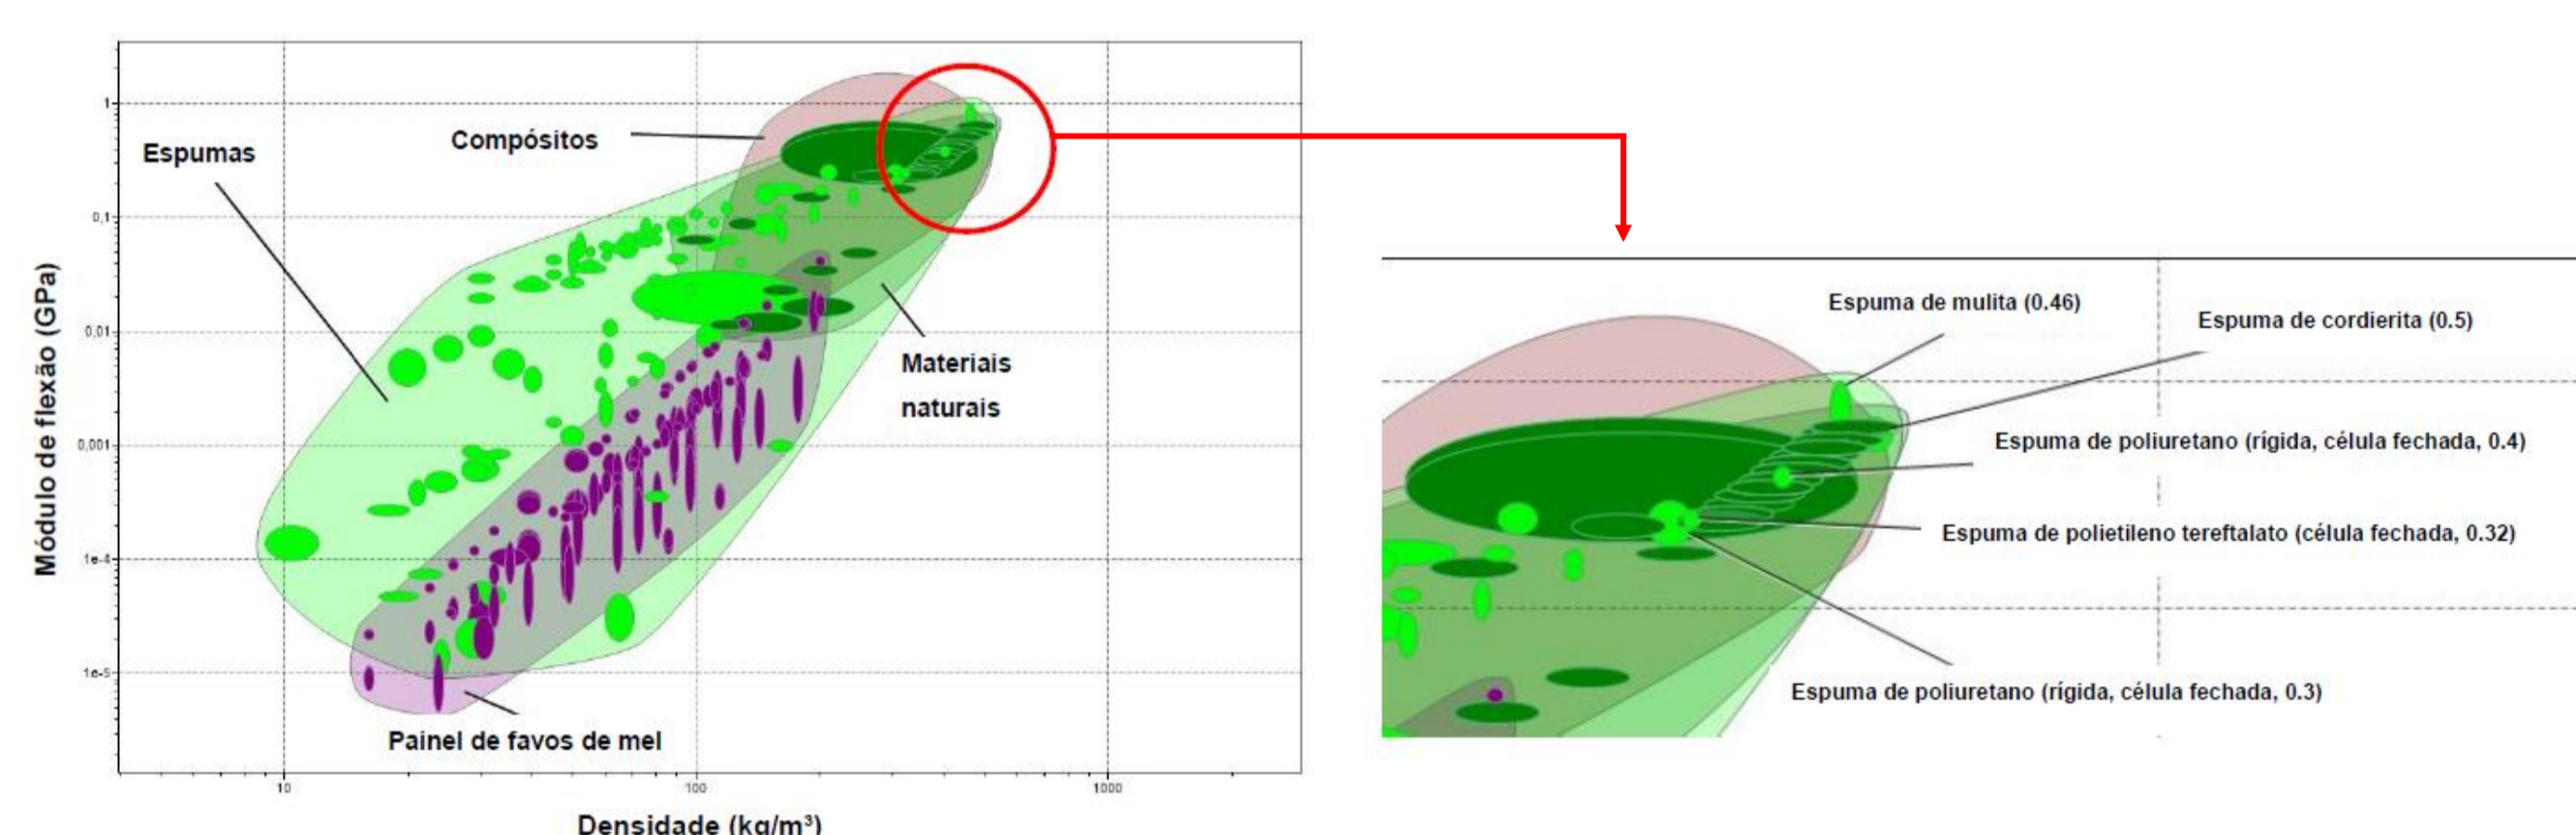 Módulo de flexão (GPa)
1
0,1
0,01
0,001
1e-4
1e-5
Espumas
Compósitos
Materiais
naturais
Painel de favos de mel
10
100
1000
Densidade (kg/m³)
Espuma de mulita (0.46)
Espuma de cordierita (0.5)
Espuma de poliuretano (rígida, célula fechada, 0.4)
Espuma de polietileno tereftalato (célula fechada, 0.32)
Espuma de poliuretano (rígida, célula fechada, 0.3)